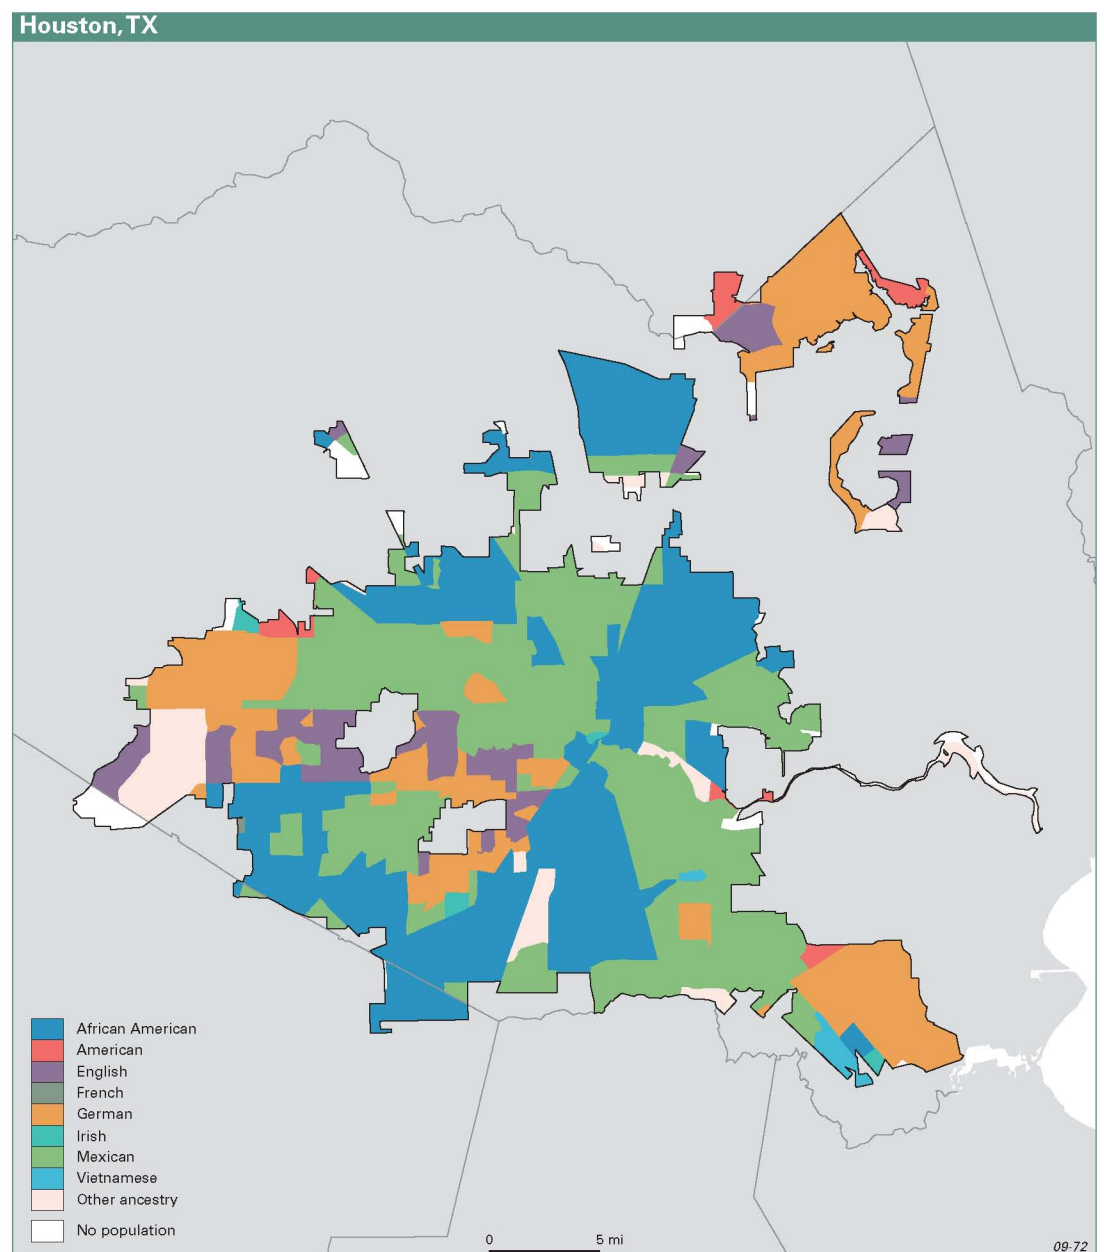 Houston, TX
African American
American
English
French
German
Irish
Mexican
Vietnamese
Other ancestry
No population
0 5 mi
09-72